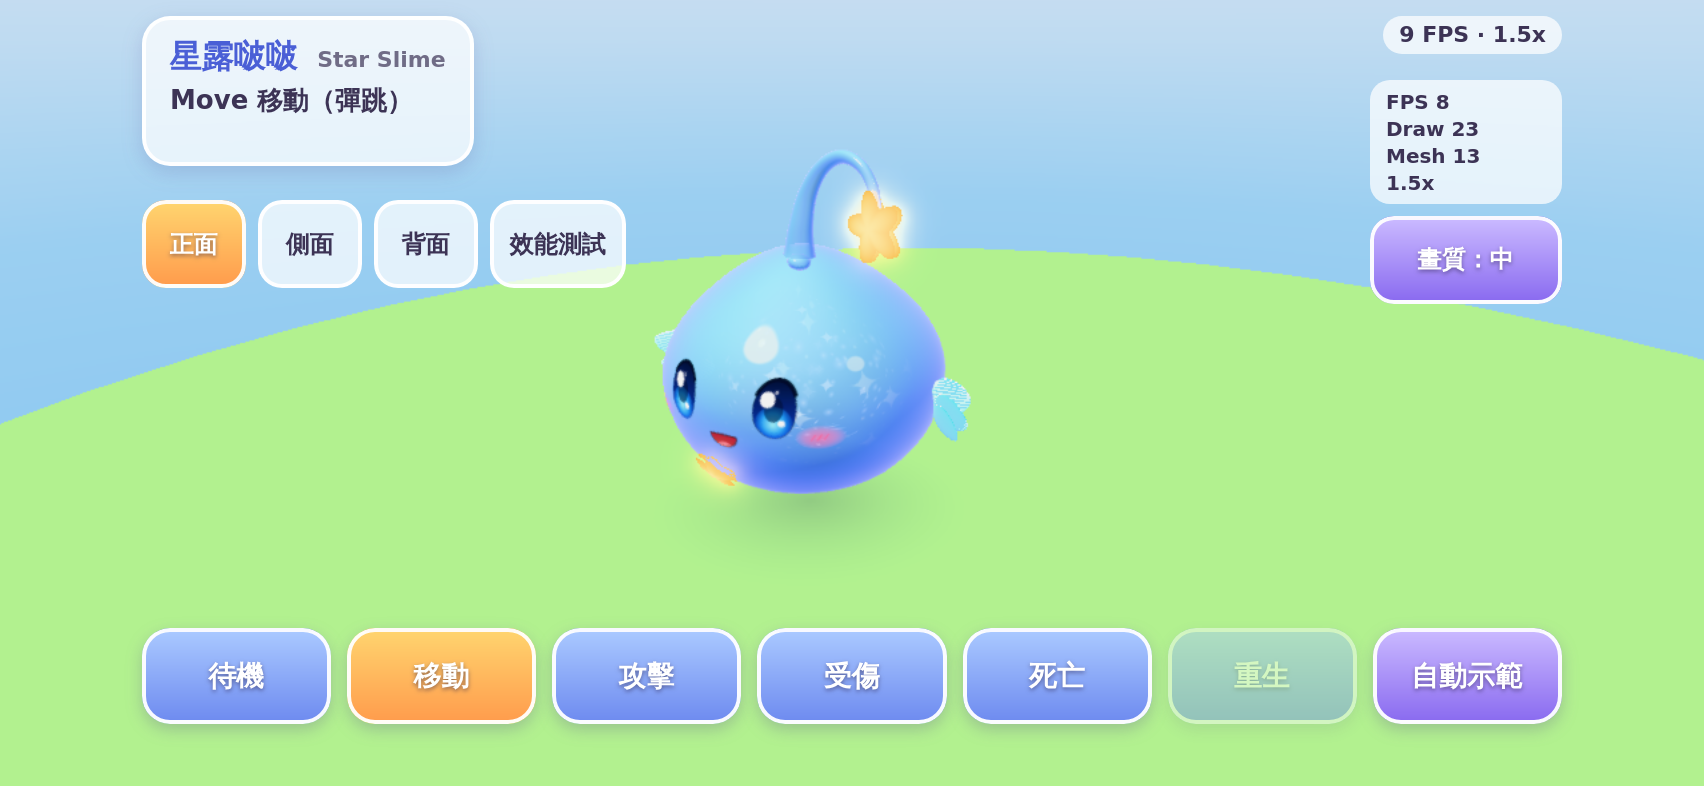 星露啵啵 Star Slime
Move 移動（彈跳）
9 FPS · 1.5x
FPS 8
Draw 23
Mesh 13
1.5x
正面 側面 背面 效能測試
畫質：中
待機 移動 攻擊 受傷 死亡 重生 自動示範